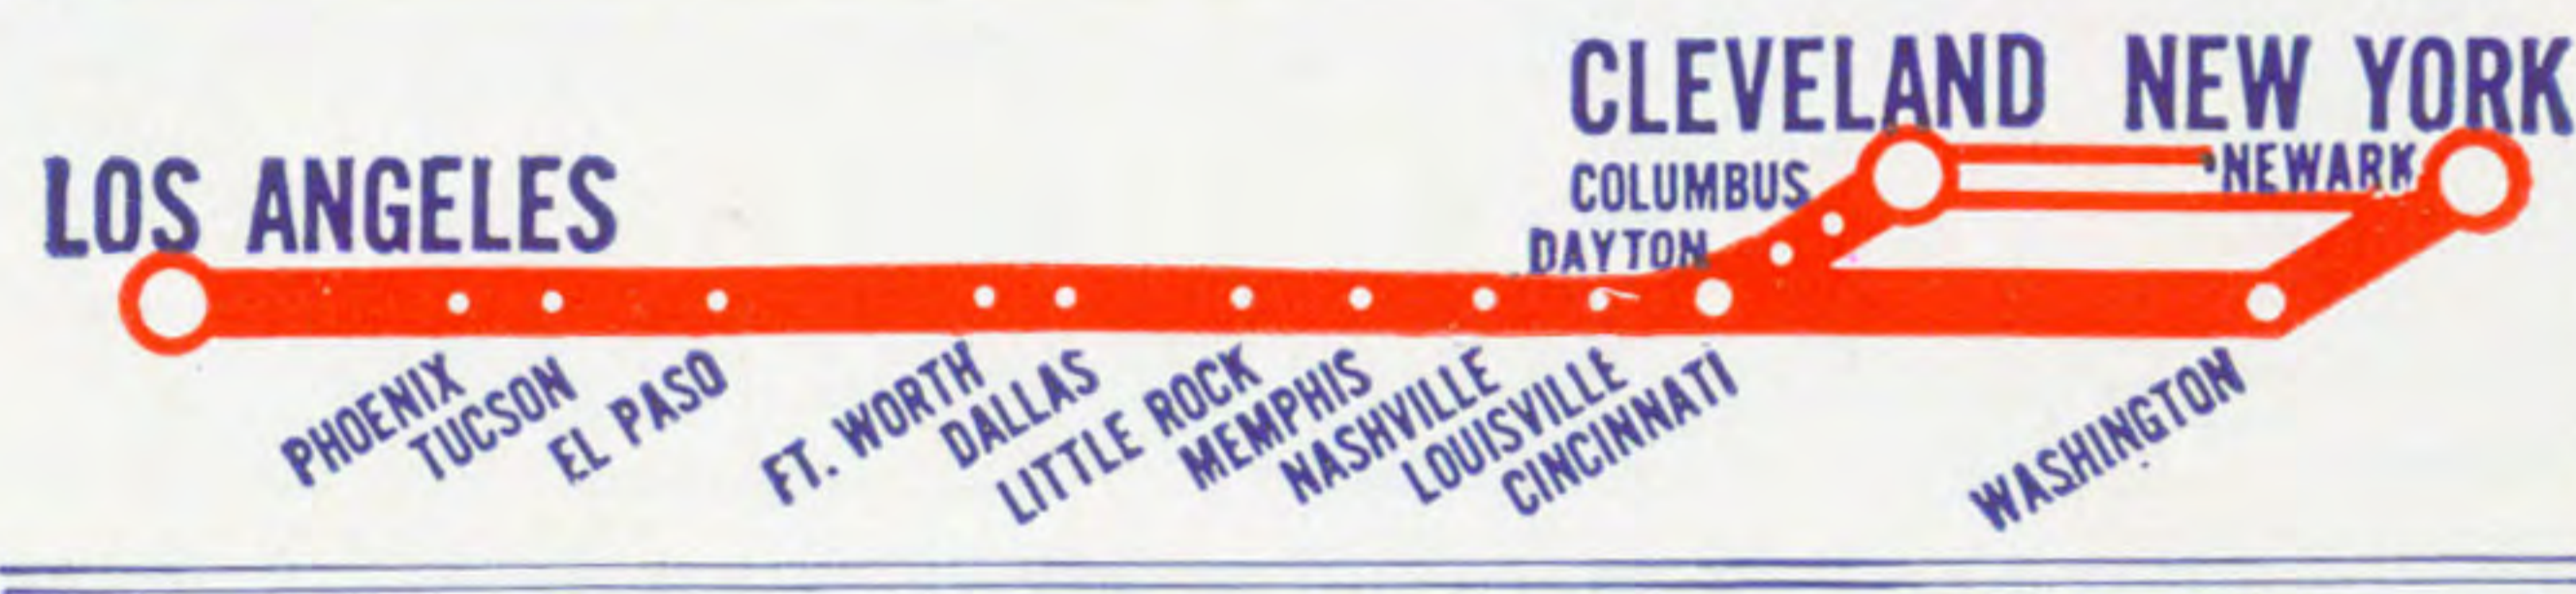 CLEVELAND NEW YORK
LOS ANGELES
COLUMBUS
NEWARK
DAYTON
PHOENIX
TUCSON
EL PASO
FT. WORTH
DALLAS
LITTLE ROCK
MEMPHIS
NASHVILLE
LOUISVILLE
CINCINNATI
WASHINGTON